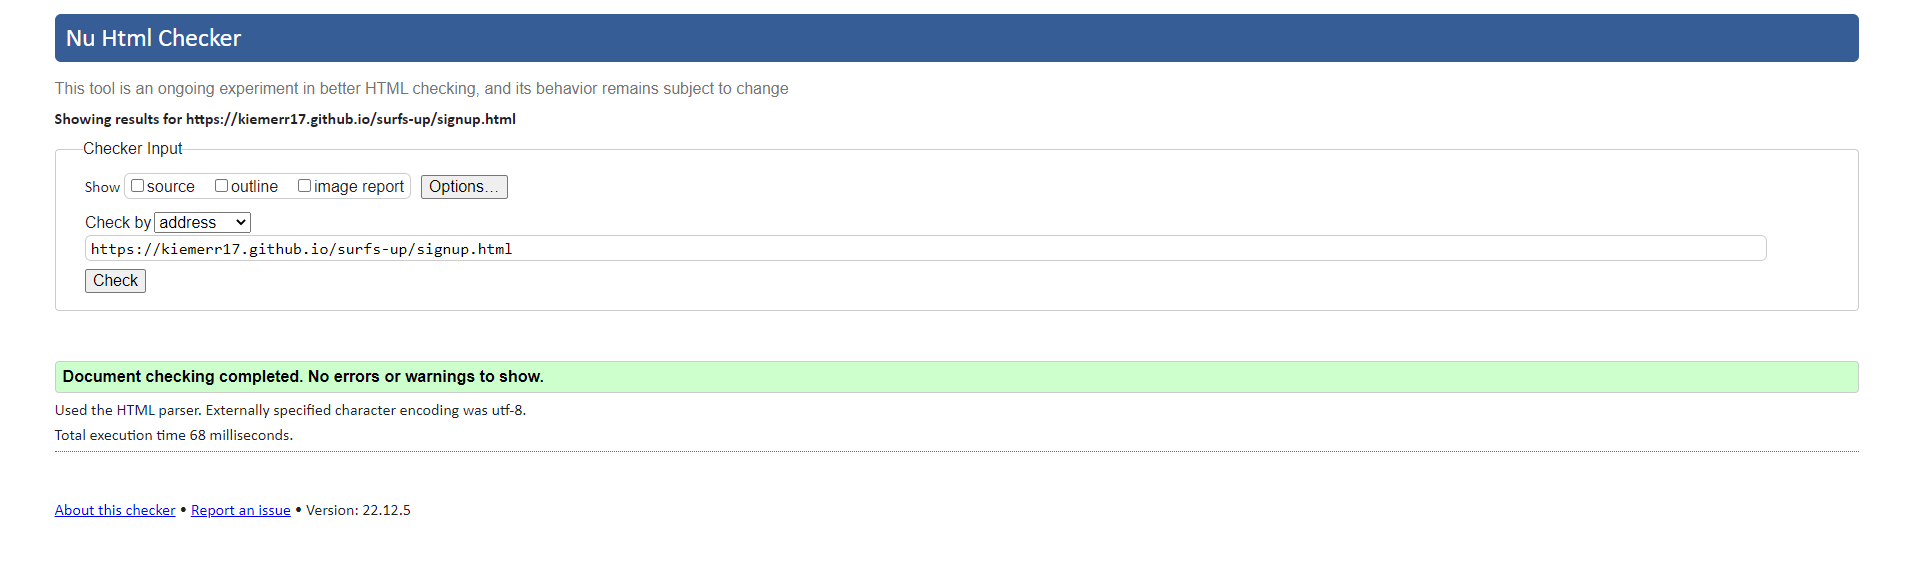 Nu Html Checker
This tool is an ongoing experiment in better HTML checking, and its behavior remains subject to change
Showing results for https://kiemerr17.github.io/surfs-up/signup.html
Checker Input
Show source outline image report Options...
Check by address
https://kiemerr17.github.io/surfs-up/signup.html
Check
Document checking completed. No errors or warnings to show.
Used the HTML parser. Externally specified character encoding was utf-8.
Total execution time 68 milliseconds.
About this checker • Report an issue • Version: 22.12.5